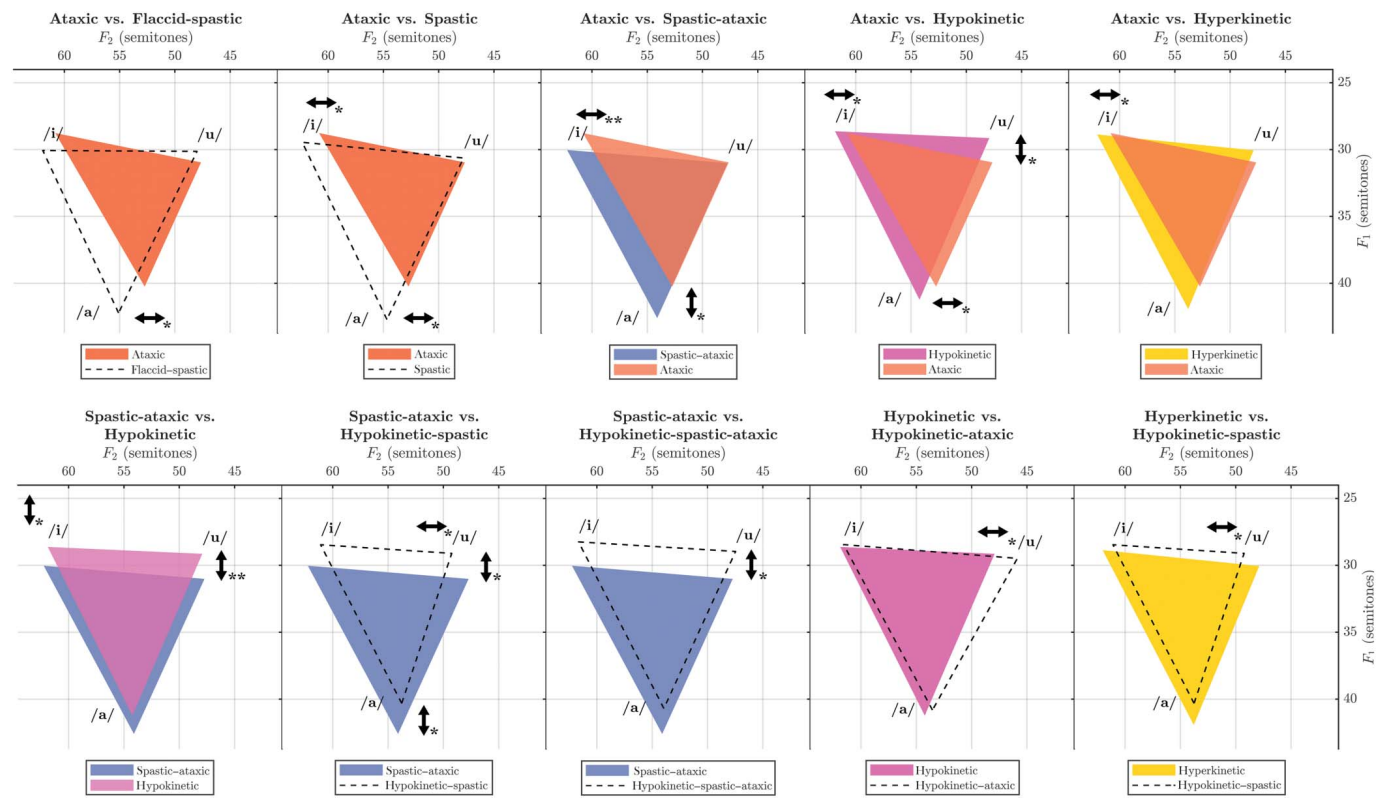 Ataxic vs. Flaccid-spastic
F2 (semitones)
60 55 50 45
/i/
/u/
/a/
*
Ataxic
Flaccid-spastic
Ataxic vs. Spastic
F2 (semitones)
60 55 50 45
*
/i/
/u/
/a/
*
Ataxic
Spastic
Ataxic vs. Spastic-ataxic
F2 (semitones)
60 55 50 45
**
/i/
/u/
/a/
*
Spastic-ataxic
Ataxic
Ataxic vs. Hypokinetic
F2 (semitones)
60 55 50 45
*
/i/
/u/
*
/a/
*
Hypokinetic
Ataxic
Ataxic vs. Hyperkinetic
F2 (semitones)
60 55 50 45
*
/i/
/u/
/a/
25
30
35
40
F1 (semitones)
Hyperkinetic
Ataxic
Spastic-ataxic vs.
Hypokinetic
F2 (semitones)
60 55 50 45
*
/i/
/u/
**
/a/
Spastic-ataxic
Hypokinetic
Spastic-ataxic vs.
Hypokinetic-spastic
F2 (semitones)
60 55 50 45
/i/
*
/u/
*
/a/
*
Spastic-ataxic
Hypokinetic-spastic
Spastic-ataxic vs.
Hypokinetic-spastic-ataxic
F2 (semitones)
60 55 50 45
/i/
/u/
*
/a/
Spastic-ataxic
Hypokinetic-spastic-ataxic
Hypokinetic vs.
Hypokinetic-ataxic
F2 (semitones)
60 55 50 45
/i/
*
/u/
/a/
Hypokinetic
Hypokinetic-ataxic
Hyperkinetic vs.
Hypokinetic-spastic
F2 (semitones)
60 55 50 45
/i/
*
/u/
/a/
25
30
35
40
F1 (semitones)
Hyperkinetic
Hypokinetic-spastic